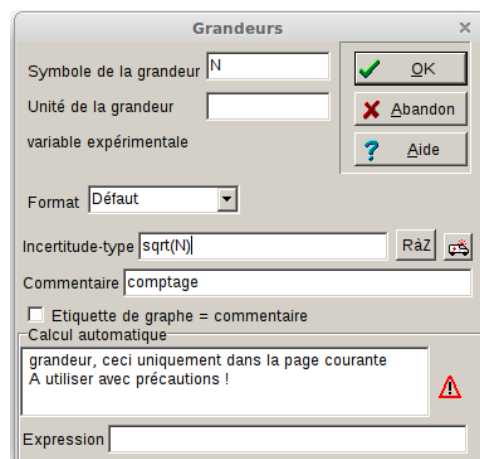 Grandeurs
Symbole de la grandeur N
OK
Unité de la grandeur
Abandon
variable expérimentale
Aide
Format Défaut
Incertitude-type sqrt(N)
RàZ
Commentaire comptage
Etiquette de graphe = commentaire
Calcul automatique
grandeur, ceci uniquement dans la page courante
A utiliser avec précautions !
Expression